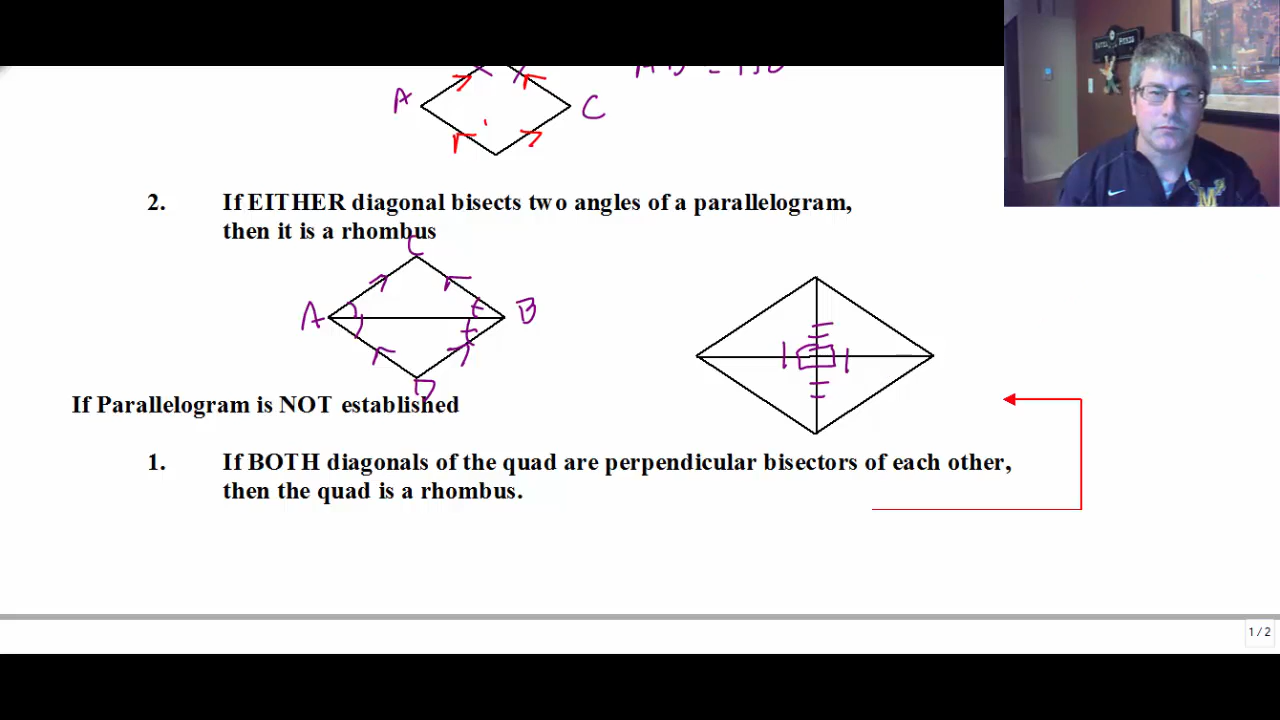 A
C
2. If EITHER diagonal bisects two angles of a parallelogram,
then it is a rhombus
C
A
B
D
If Parallelogram is NOT established
1. If BOTH diagonals of the quad are perpendicular bisectors of each other,
then the quad is a rhombus.
1 / 2